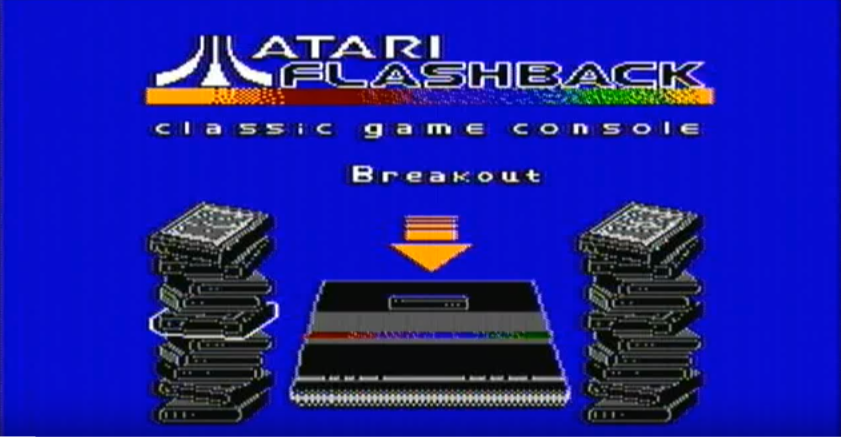 ATARI
FLASHBACK
classic game console
Breakout